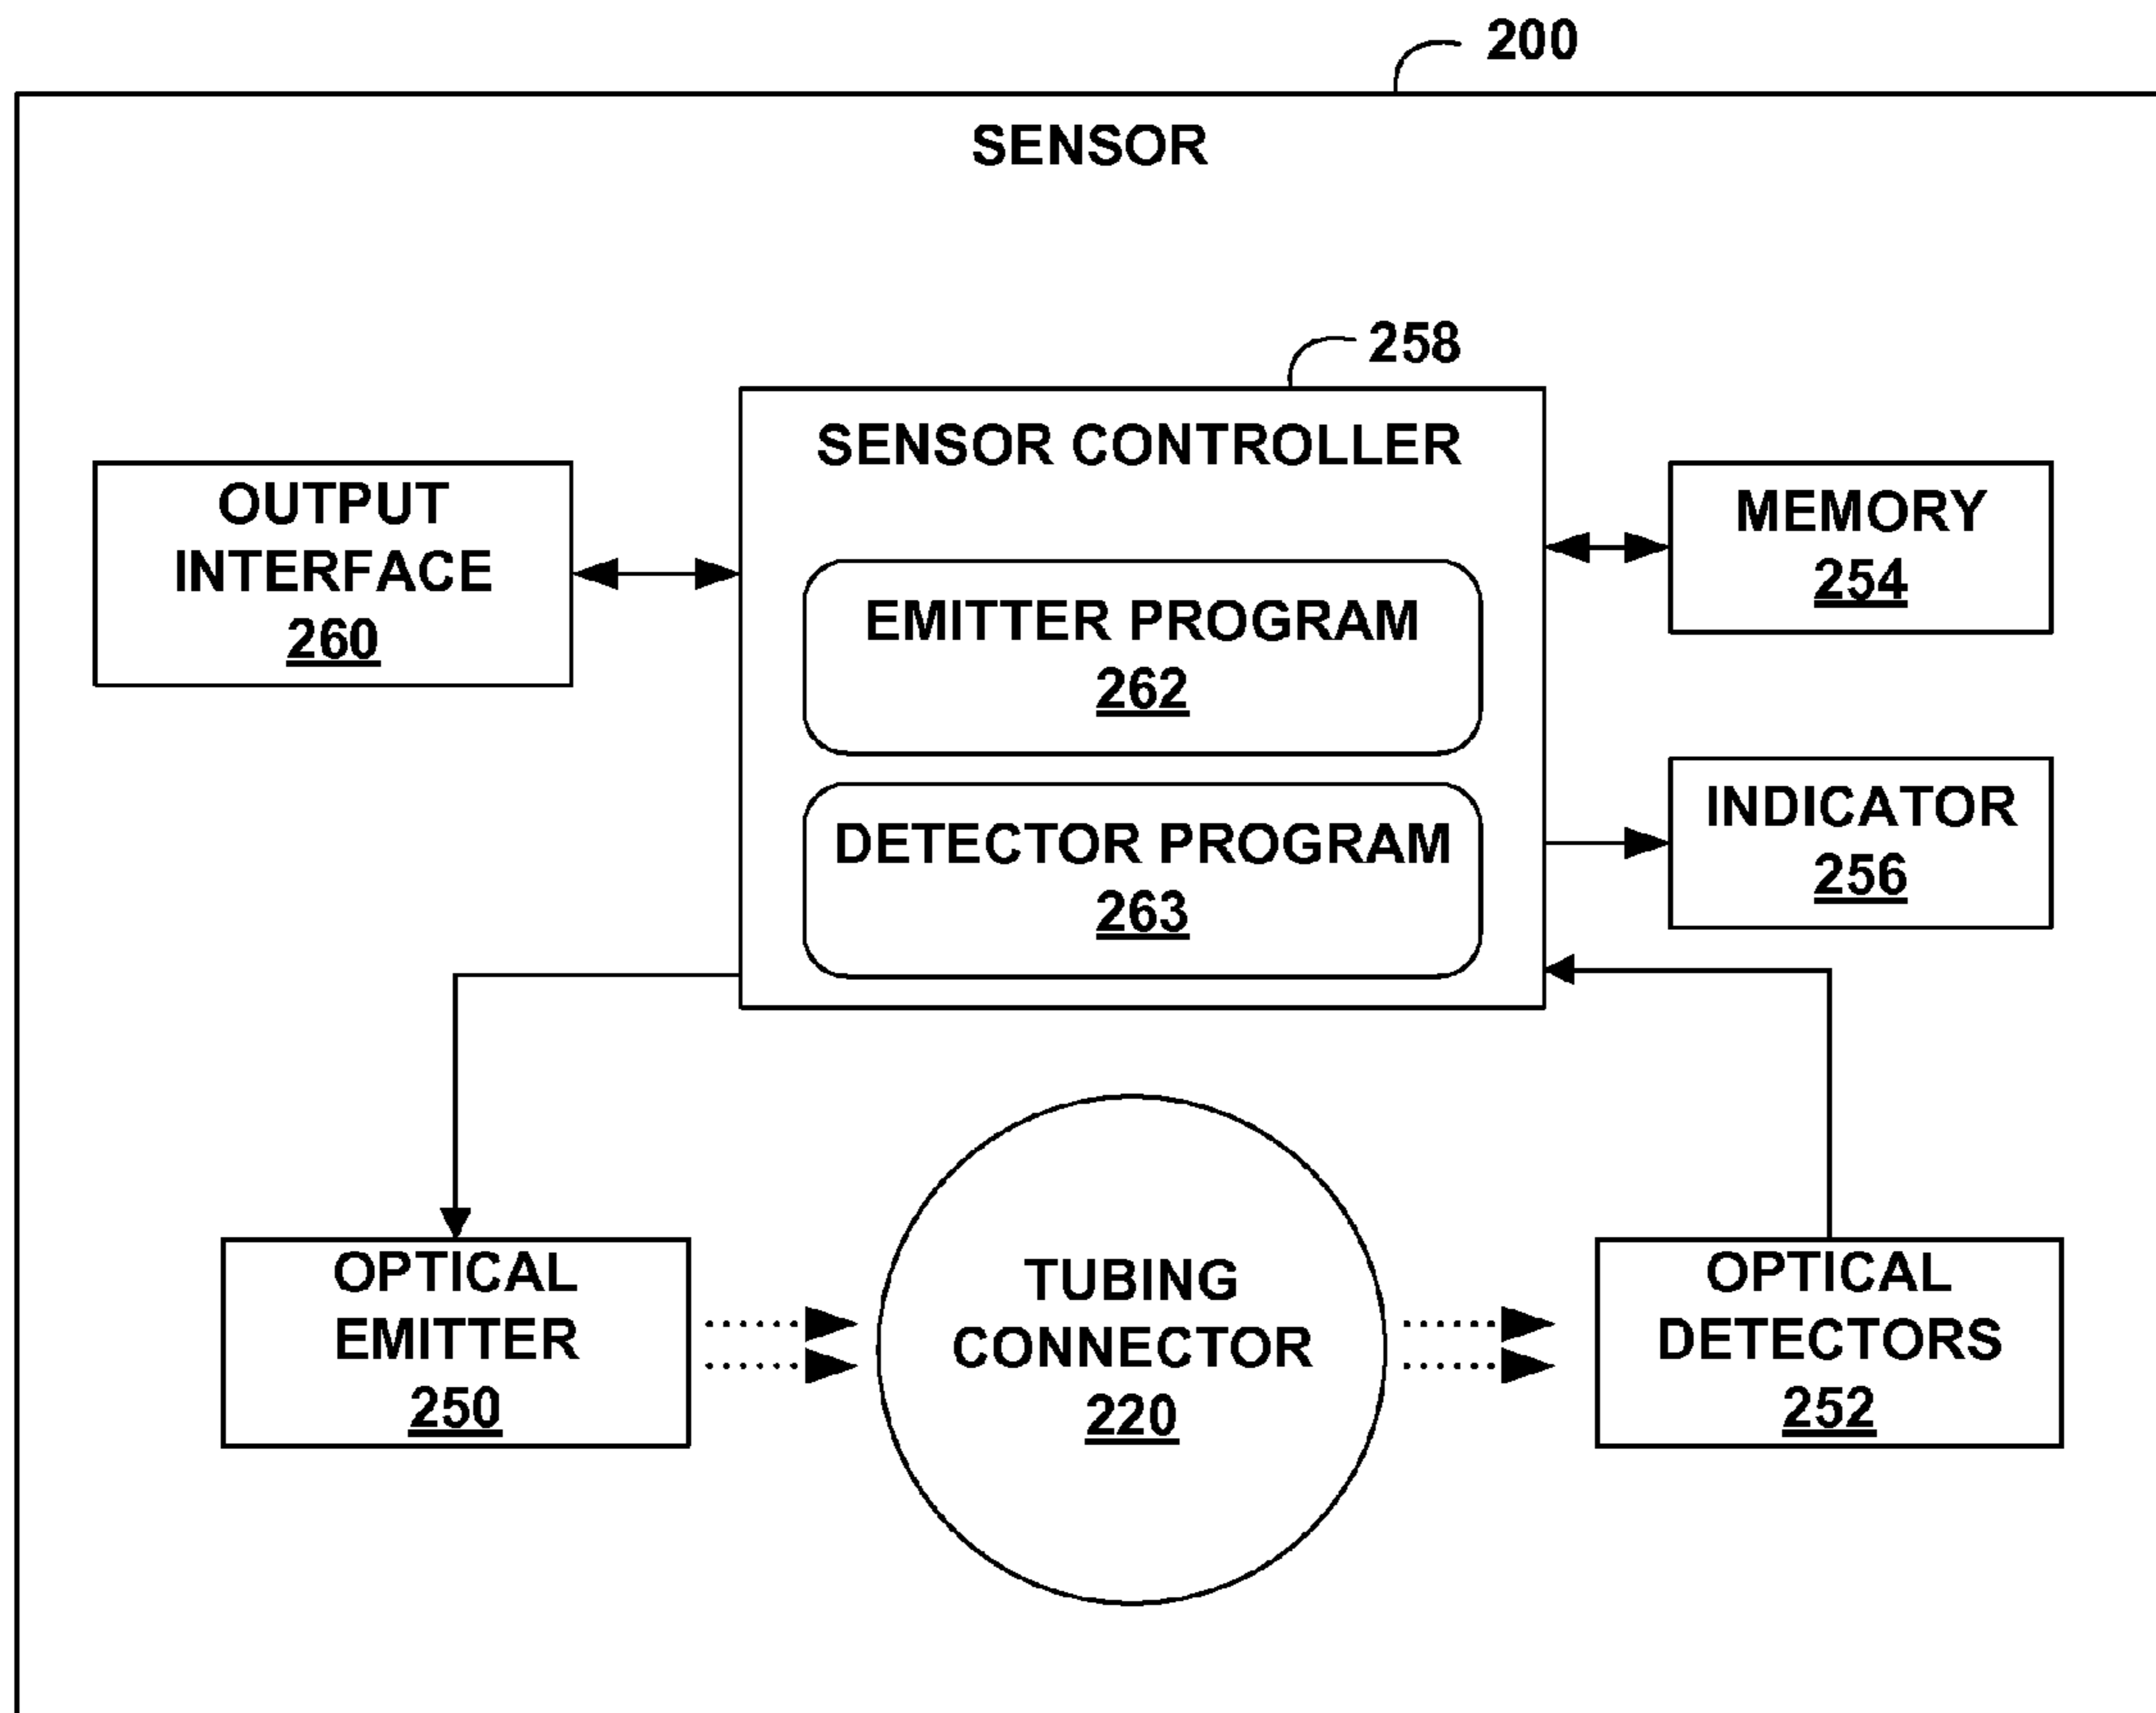 200
SENSOR
258
SENSOR CONTROLLER
OUTPUT
INTERFACE
260
EMITTER PROGRAM
262
MEMORY
254
DETECTOR PROGRAM
263
INDICATOR
256
OPTICAL
EMITTER
250
TUBING
CONNECTOR
220
OPTICAL
DETECTORS
252